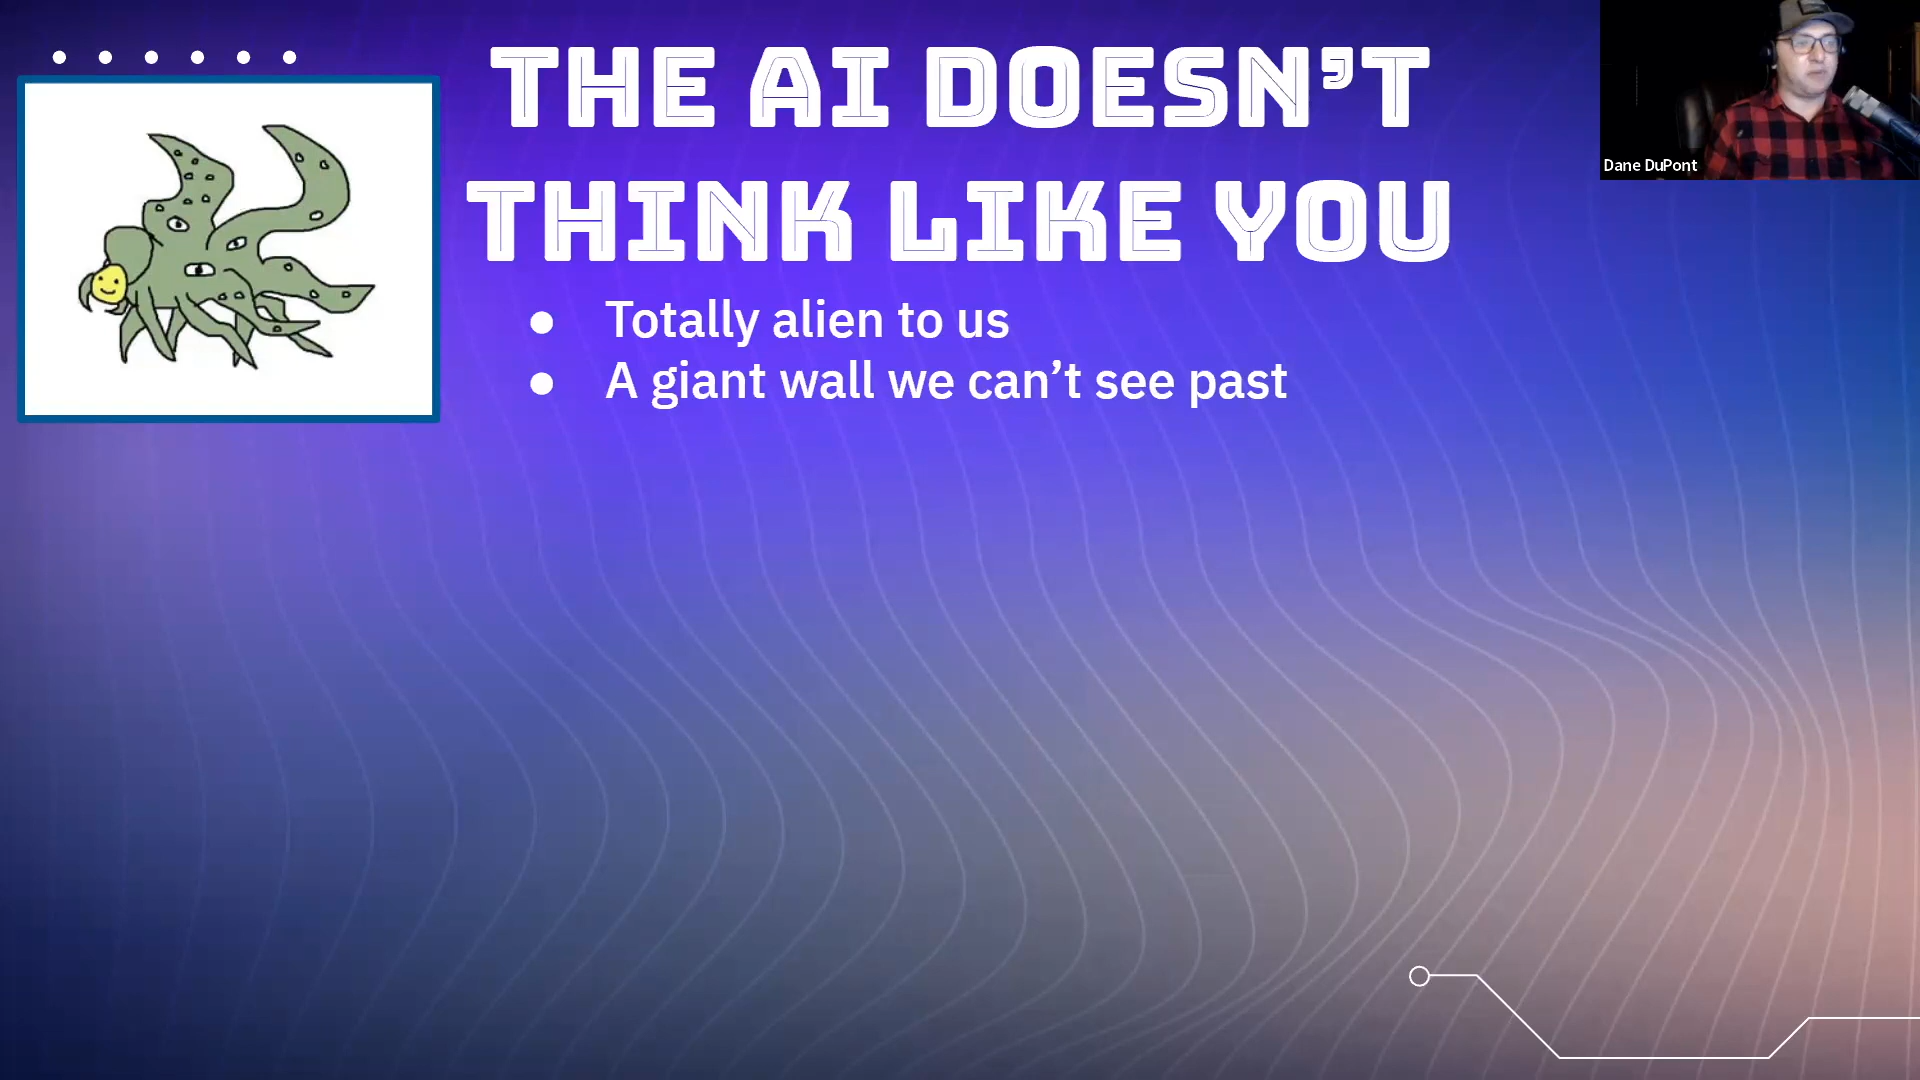 THE AI DOESN'T
THINK LIKE YOU
● Totally alien to us
● A giant wall we can't see past
Dane DuPont